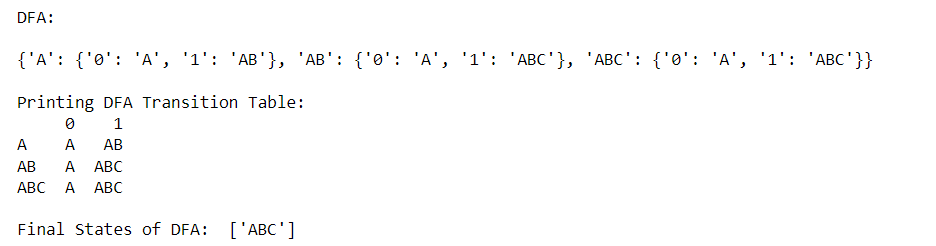 DFA:
{'A': {'0': 'A', '1': 'AB'}, 'AB': {'0': 'A', '1': 'ABC'}, 'ABC': {'0': 'A', '1': 'ABC'}}
Printing DFA Transition Table:
     0    1
A    A   AB
AB   A  ABC
ABC  A  ABC
Final States of DFA:  ['ABC']